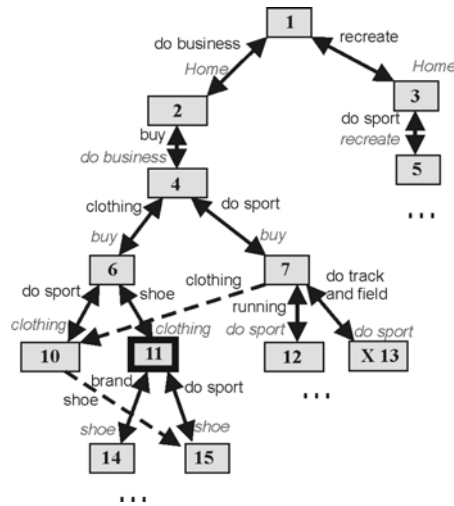 1
do business
recreate
Home
Home
2
3
buy
do sport
do business
recreate
4
5
...
clothing
do sport
buy
buy
6
7
do sport
shoe
clothing
do track
and field
running
clothing
clothing
do sport
do sport
10
11
12
X 13
brand
do sport
shoe
...
shoe
shoe
14
15
...